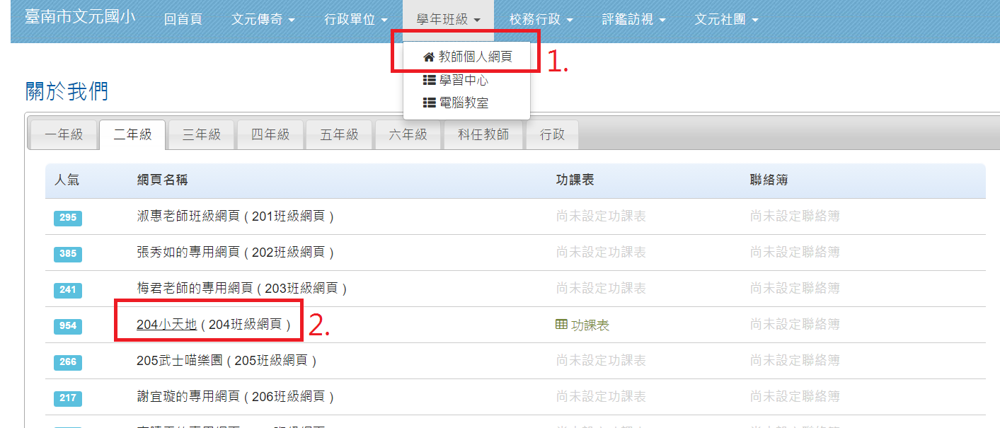 臺南市文元國小 回首頁 文元傳奇 行政單位 學年班級 校務行政 評鑑訪視 文元社團
教師個人網頁 1.
學習中心
電腦教室
關於我們
一年級 二年級 三年級 四年級 五年級 六年級 科任教師 行政
人氣 網頁名稱 功課表 聯絡簿
295 淑惠老師班級網頁 ( 201班級網頁 ) 尚未設定功課表 尚未設定聯絡簿
385 張秀如的專用網頁 ( 202班級網頁 ) 尚未設定功課表 尚未設定聯絡簿
241 梅君老師的專用網頁 ( 203班級網頁 ) 尚未設定功課表 尚未設定聯絡簿
954 204小天地 ( 204班級網頁 ) 2. 功課表 尚未設定聯絡簿
266 205武士喵樂園 ( 205班級網頁 ) 尚未設定功課表 尚未設定聯絡簿
217 謝宜璇的專用網頁 ( 206班級網頁 ) 尚未設定功課表 尚未設定聯絡簿